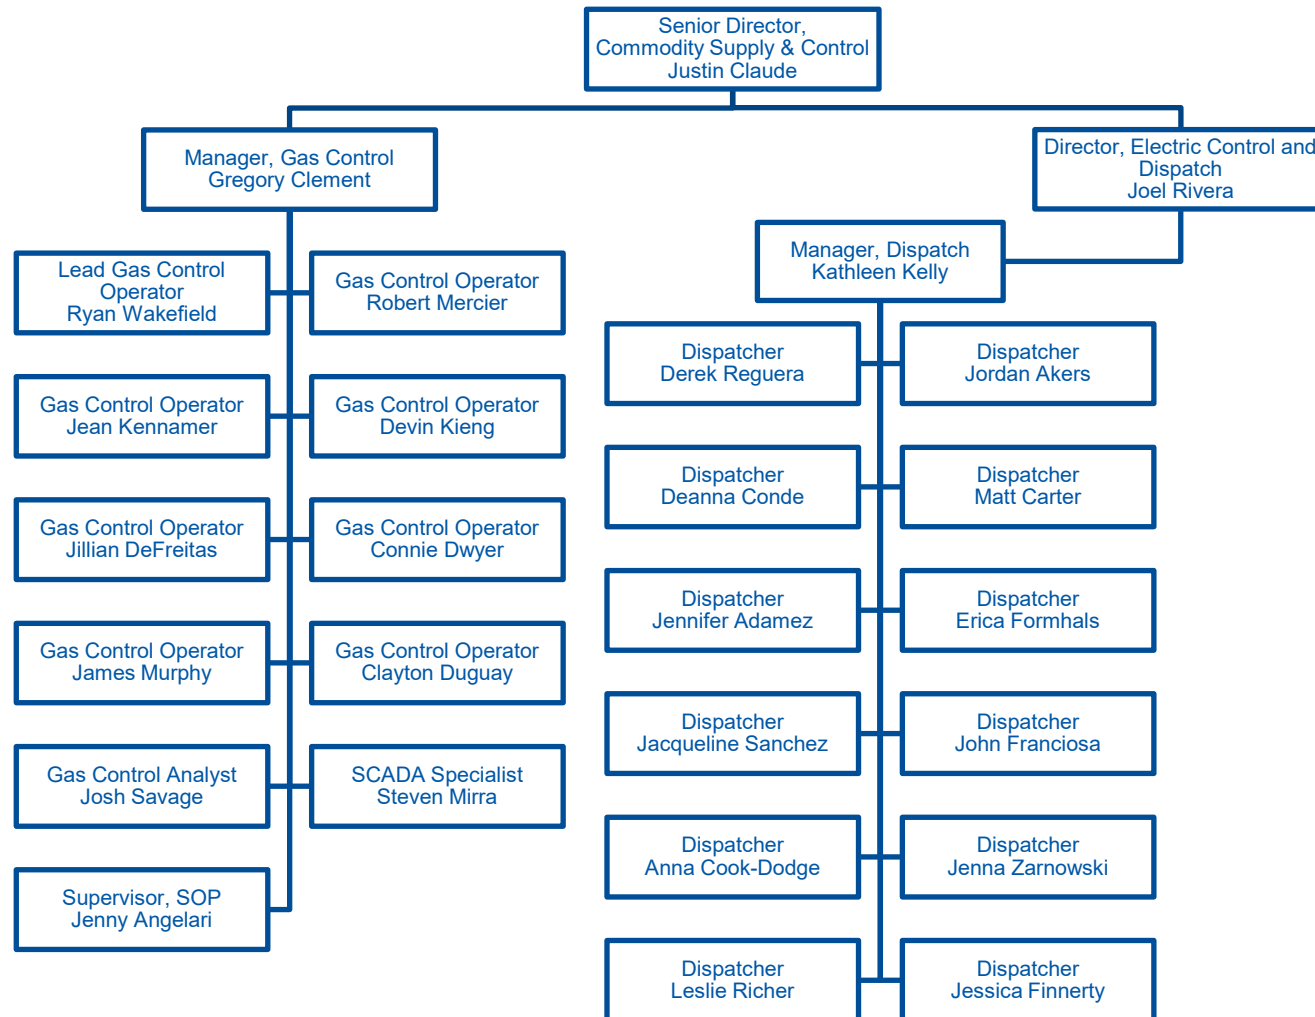 Senior Director,
Commodity Supply & Control
Justin Claude
Manager, Gas Control
Gregory Clement
Director, Electric Control and
Dispatch
Joel Rivera
Manager, Dispatch
Kathleen Kelly
Lead Gas Control
Operator
Ryan Wakefield
Gas Control Operator
Robert Mercier
Gas Control Operator
Jean Kennamer
Gas Control Operator
Devin Kieng
Gas Control Operator
Jillian DeFreitas
Gas Control Operator
Connie Dwyer
Gas Control Operator
James Murphy
Gas Control Operator
Clayton Duguay
Gas Control Analyst
Josh Savage
SCADA Specialist
Steven Mirra
Supervisor, SOP
Jenny Angelari
Dispatcher
Derek Reguera
Dispatcher
Jordan Akers
Dispatcher
Deanna Conde
Dispatcher
Matt Carter
Dispatcher
Jennifer Adamez
Dispatcher
Erica Formhals
Dispatcher
Jacqueline Sanchez
Dispatcher
John Franciosa
Dispatcher
Anna Cook-Dodge
Dispatcher
Jenna Zarnowski
Dispatcher
Leslie Richer
Dispatcher
Jessica Finnerty